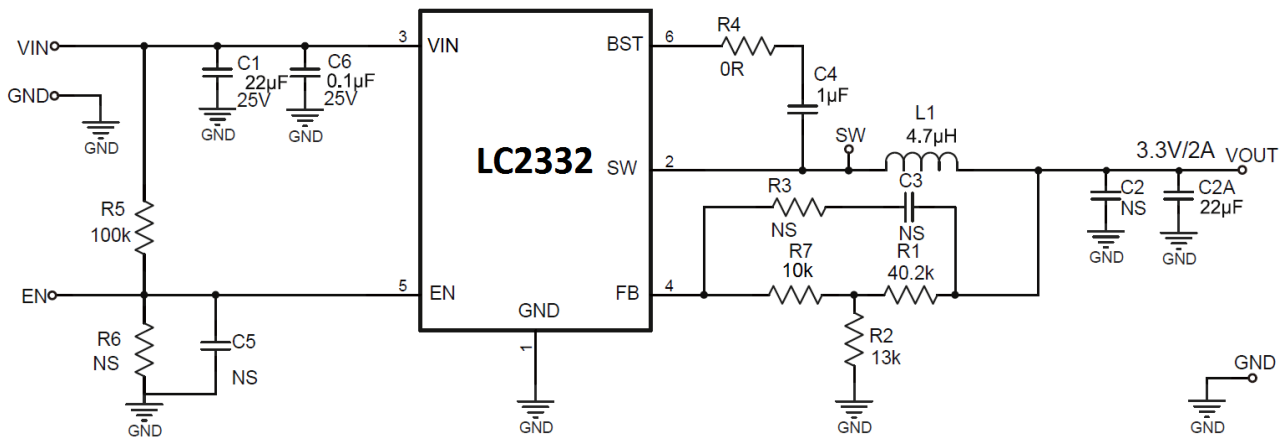 VIN
GND
GND
C1
22µF
25V
GND
C6
0.1µF
25V
GND
R5
100k
EN
R6
NS
C5
NS
GND
3
VIN
5
EN
LC2332
BST
6
SW
2
FB
4
GND
1
GND
R4
0R
C4
1µF
SW
L1
4.7µH
R3
NS
C3
NS
R7
10k
R1
40.2k
R2
13k
GND
3.3V/2A
VOUT
C2
NS
GND
C2A
22µF
GND
GND
GND